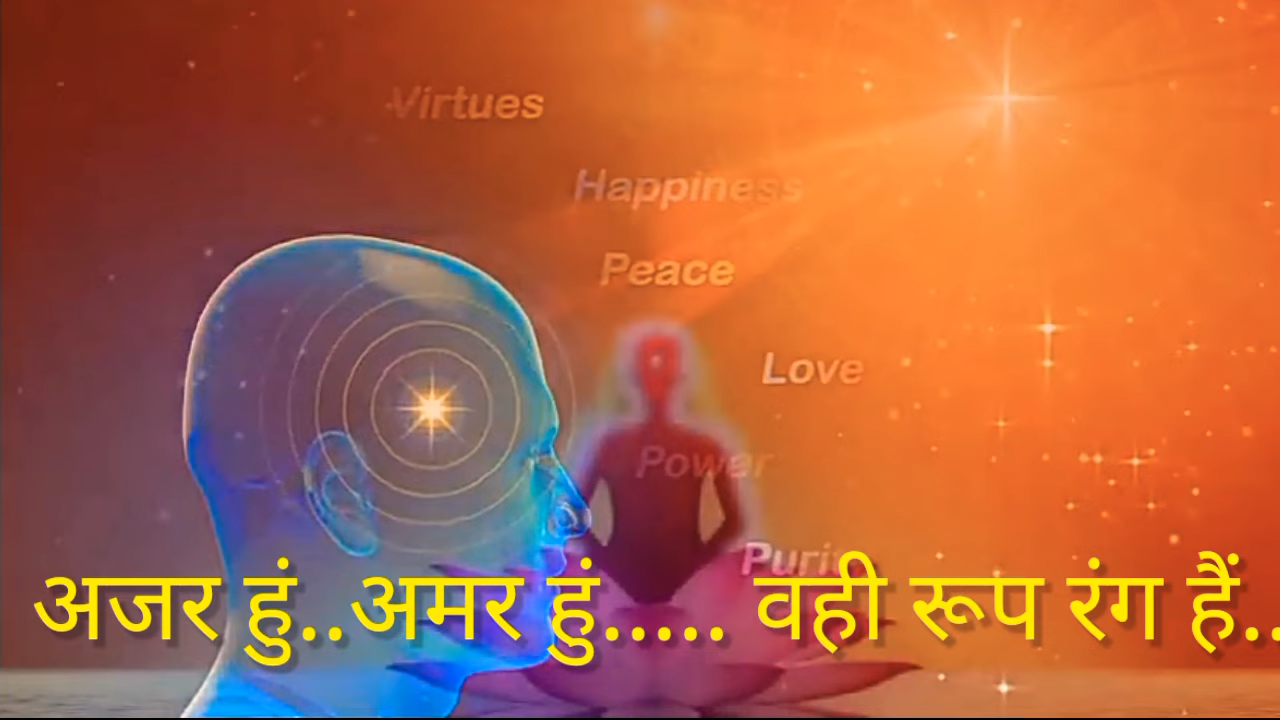 Virtues
Happiness
Peace
Love
Power
अजर हुं..अमर हुं..... वही रूप रंग हैं..